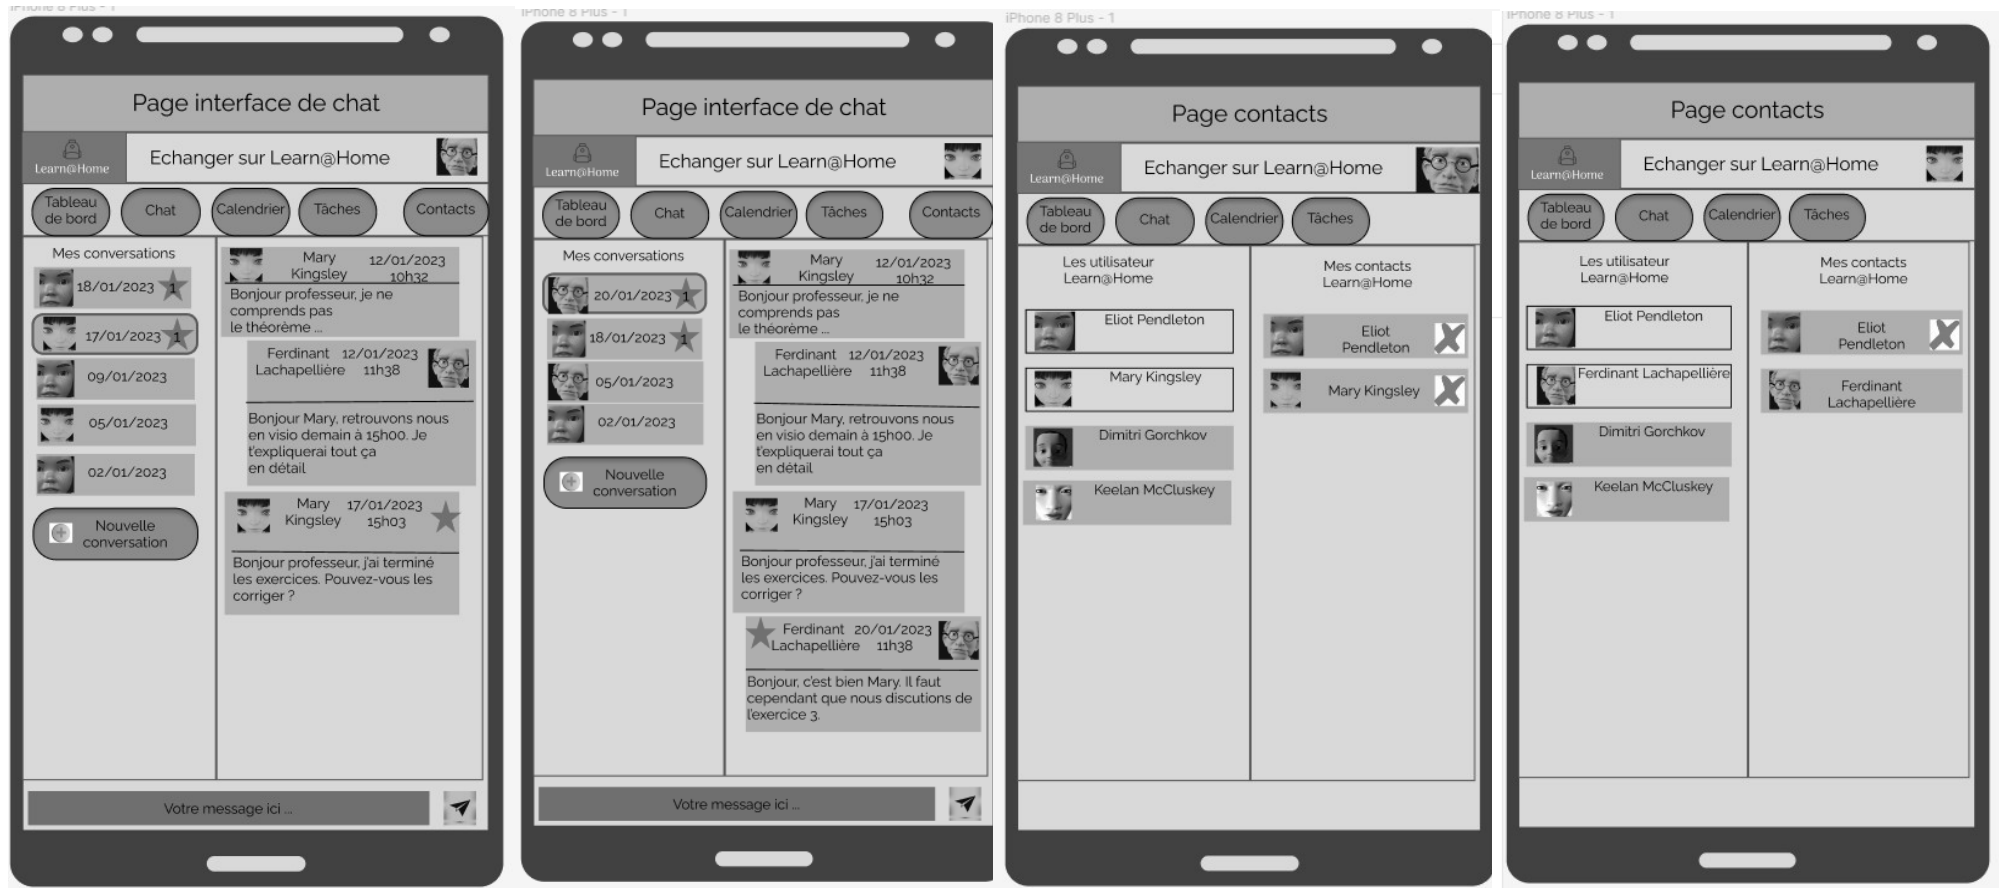 iPhone 8 Plus - 1
Page interface de chat
Learn@Home
Echanger sur Learn@Home
Tableau
de bord
Chat
Calendrier
Tâches
Contacts
Mes conversations
18/01/2023 1
17/01/2023 1
09/01/2023
05/01/2023
02/01/2023
Nouvelle
conversation
Mary
Kingsley
12/01/2023
10h32
Bonjour professeur, je ne
comprends pas
le théorème ...
Ferdinant
Lachapellière
12/01/2023
11h38
Bonjour Mary, retrouvons nous
en visio demain à 15h00. Je
t'expliquerai tout ça
en détail
Mary
Kingsley
17/01/2023
15h03
Bonjour professeur, j'ai terminé
les exercices. Pouvez-vous les
corriger ?
Votre message ici ...
iPhone 8 Plus - 1
Page interface de chat
Learn@Home
Echanger sur Learn@Home
Tableau
de bord
Chat
Calendrier
Tâches
Contacts
Mes conversations
20/01/2023 1
18/01/2023 1
05/01/2023
02/01/2023
Nouvelle
conversation
Mary
Kingsley
12/01/2023
10h32
Bonjour professeur, je ne
comprends pas
le théorème ...
Ferdinant
Lachapellière
12/01/2023
11h38
Bonjour Mary, retrouvons nous
en visio demain à 15h00. Je
t'expliquerai tout ça
en détail
Mary
Kingsley
17/01/2023
15h03
Bonjour professeur, j'ai terminé
les exercices. Pouvez-vous les
corriger ?
Ferdinant
Lachapellière
20/01/2023
11h38
Bonjour, c'est bien Mary. Il faut
cependant que nous discutions de
l'exercice 3.
Votre message ici ...
iPhone 8 Plus - 1
Page contacts
Learn@Home
Echanger sur Learn@Home
Tableau
de bord
Chat
Calendrier
Tâches
Les utilisateur
Learn@Home
Eliot Pendleton
Mary Kingsley
Dimitri Gorchkov
Keelan McCluskey
Mes contacts
Learn@Home
Eliot
Pendleton
Mary Kingsley
iPhone 8 Plus - 1
Page contacts
Learn@Home
Echanger sur Learn@Home
Tableau
de bord
Chat
Calendrier
Tâches
Les utilisateur
Learn@Home
Eliot Pendleton
Ferdinant Lachapellière
Dimitri Gorchkov
Keelan McCluskey
Mes contacts
Learn@Home
Eliot
Pendleton
Ferdinant
Lachapellière